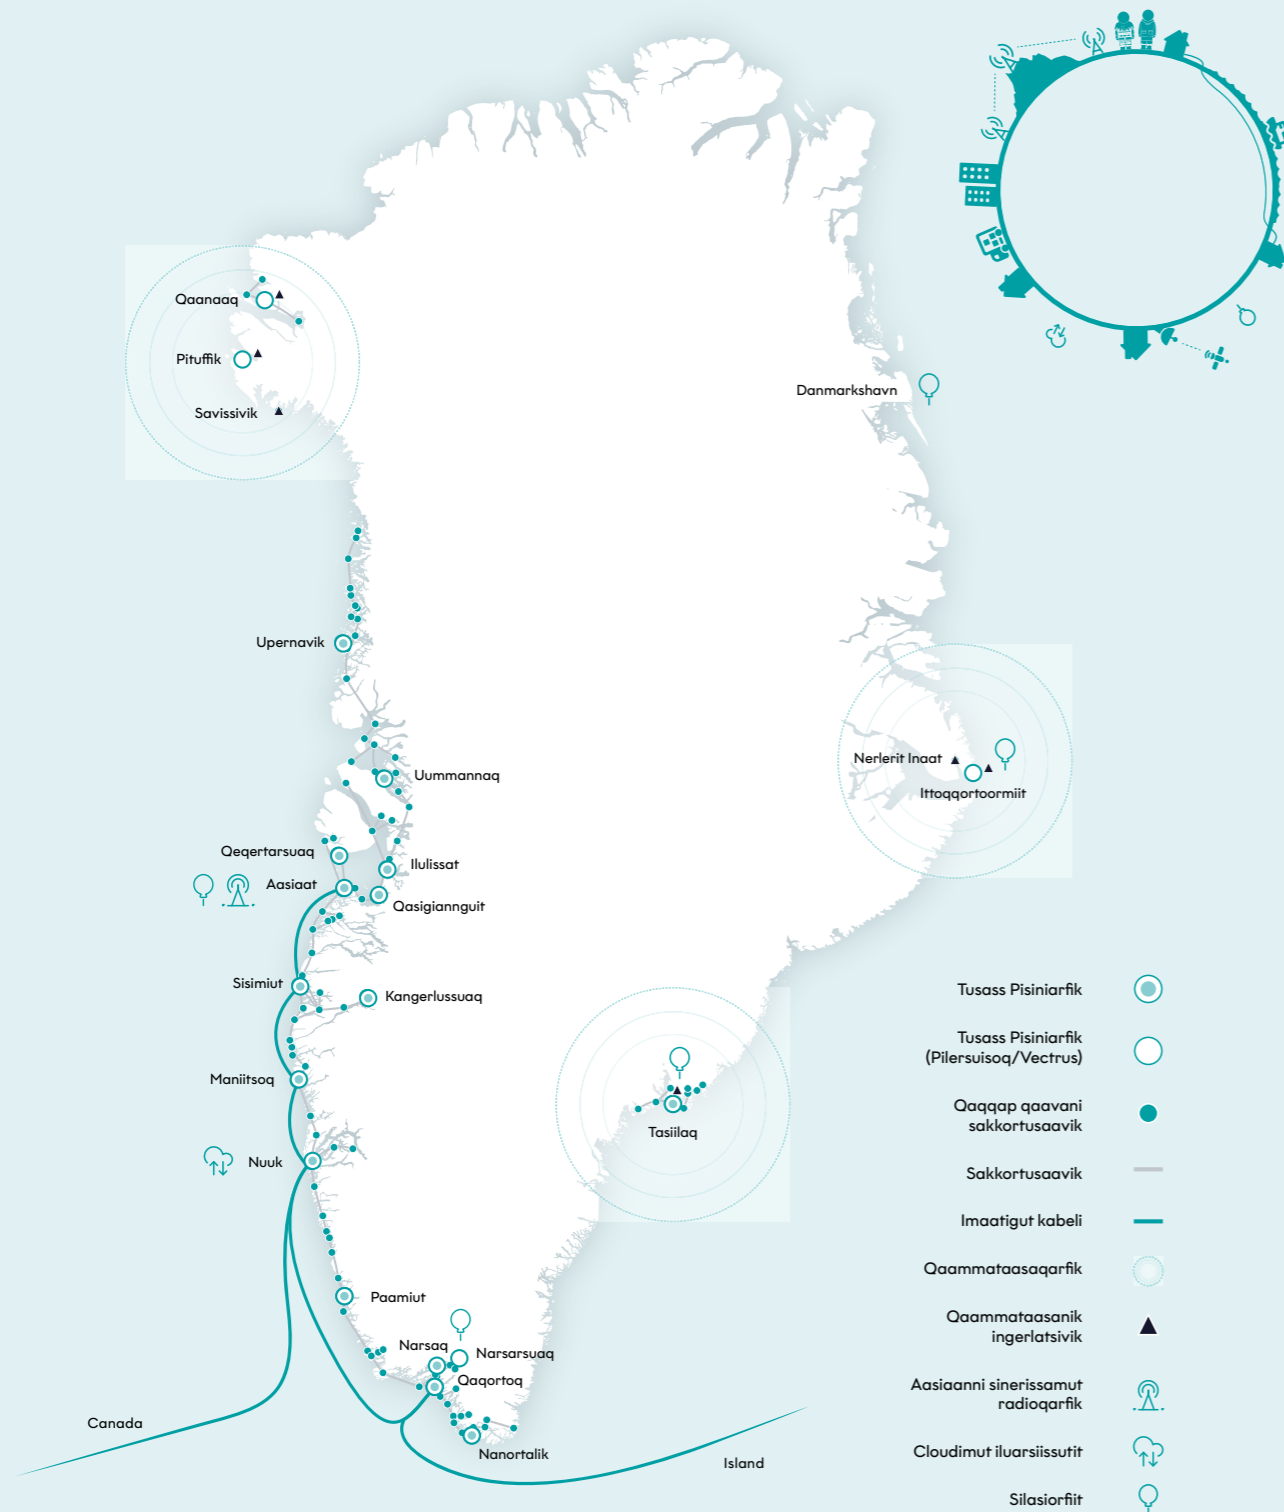 Qaanaaq
Pituffik
Savissivik
Danmarkshavn
Upernavik
Uummannaq
Nerlerit Inaat
Ittoqqortoormiit
Qeqertarsuaq
Ilulissat
Aasiaat
Qasigiannguit
Sisimiut
Kangerlussuaq
Maniitsoq
Tasiilaq
Nuuk
Paamiut
Narsaq
Narsarsuaq
Qaqortoq
Canada
Nanortalik
Island
Tusass Pisiniarfik
Tusass Pisiniarfik
(Pilersuisoq/Vectrus)
Qaqqap qaavani
sakkortusaavik
Sakkortusaavik
Imaatigut kabeli
Qaammataasaqarfik
Qaammataasanik
ingerlatsivik
Aasiaanni sinerissamut
radioqarfik
Cloudimut iluarsiissutit
Silasiorfiit